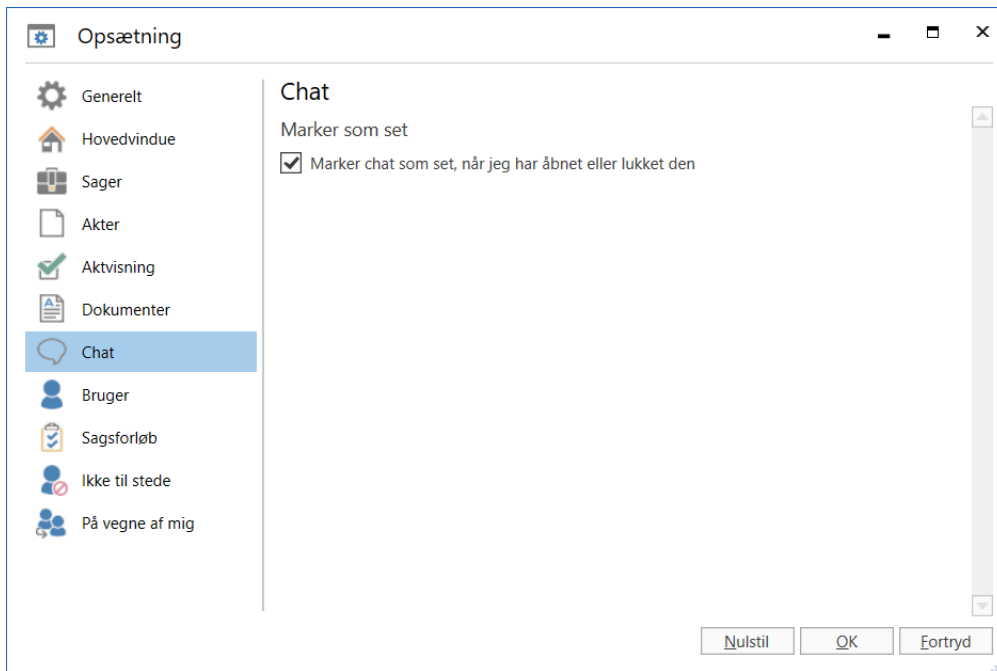 Opsætning
Generelt
Hovedvindue
Sager
Akter
Aktvisning
Dokumenter
Chat
Bruger
Sagsforløb
Ikke til stede
På vegne af mig
Chat
Marker som set
Marker chat som set, når jeg har åbnet eller lukket den
Nulstil
OK
Fortryd